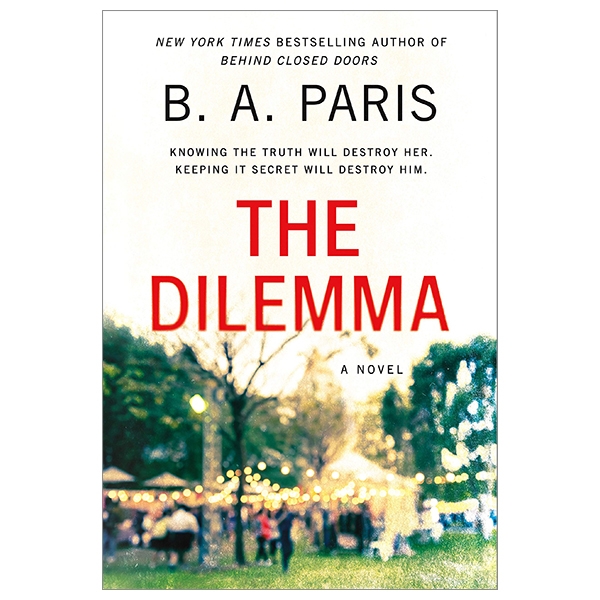 NEW YORK TIMES BESTSELLING AUTHOR OF
BEHIND CLOSED DOORS
B. A. PARIS
KNOWING THE TRUTH WILL DESTROY HER.
KEEPING IT SECRET WILL DESTROY HIM.
THE
DILEMMA
A NOVEL